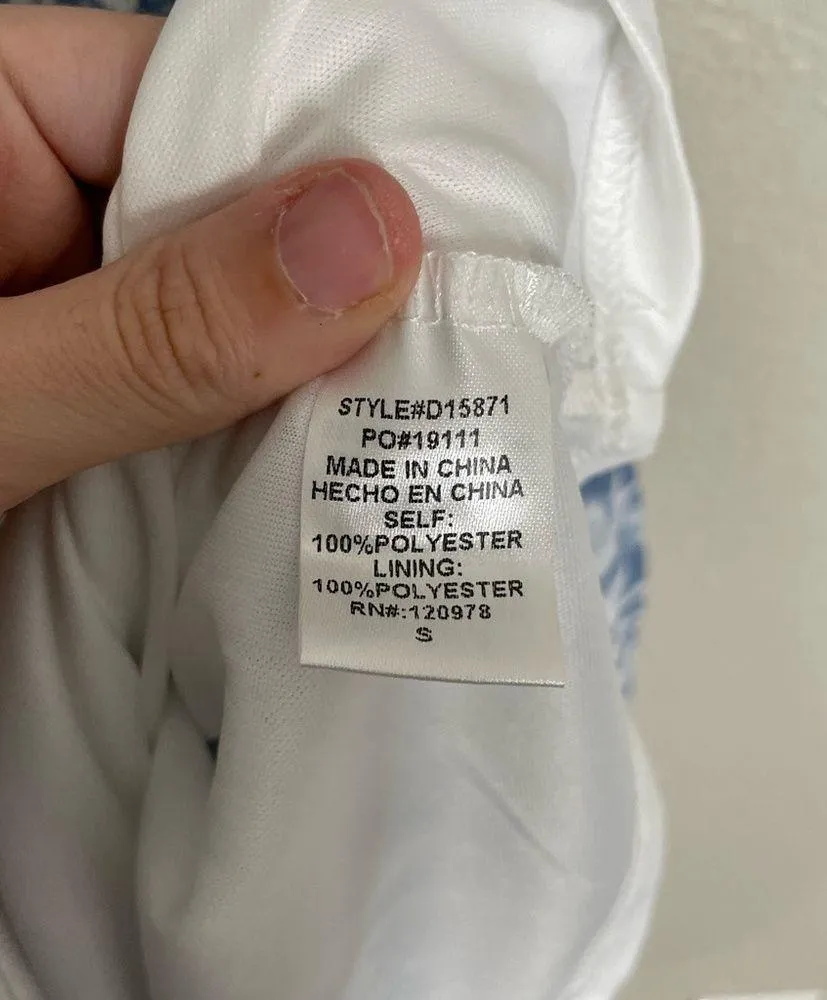 STYLE#D15871
PO#19111
MADE IN CHINA
HECHO EN CHINA
SELF:
100%POLYESTER
LINING:
100%POLYESTER
RN#:120978
S